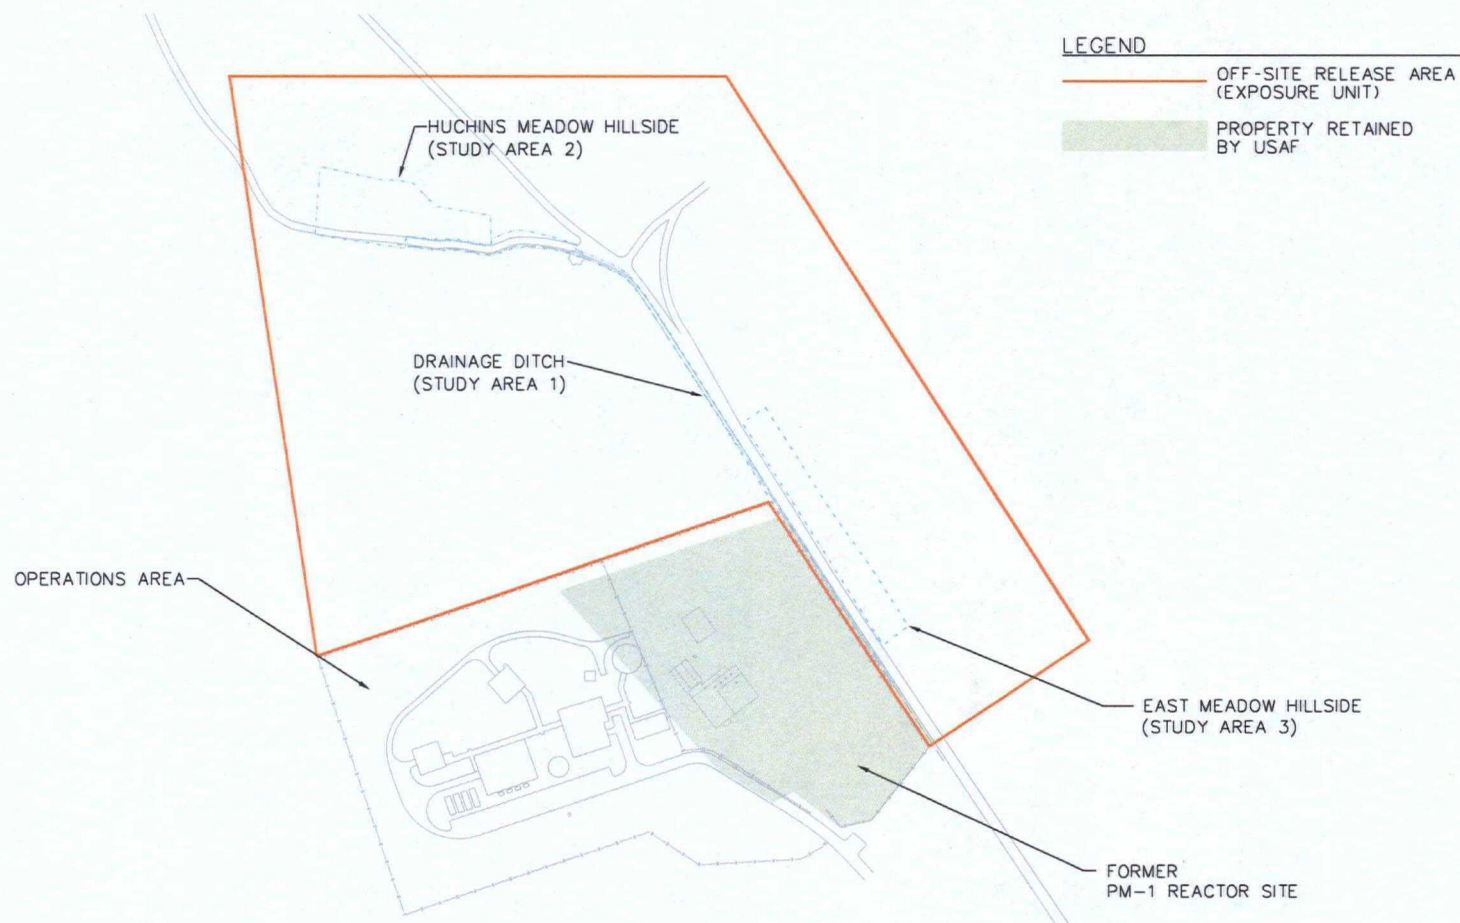 LEGEND
OFF-SITE RELEASE AREA
(EXPOSURE UNIT)
PROPERTY RETAINED
BY USAF
HUCHINS MEADOW HILLSIDE
(STUDY AREA 2)
DRAINAGE DITCH
(STUDY AREA 1)
OPERATIONS AREA
EAST MEADOW HILLSIDE
(STUDY AREA 3)
FORMER
PM-1 REACTOR SITE